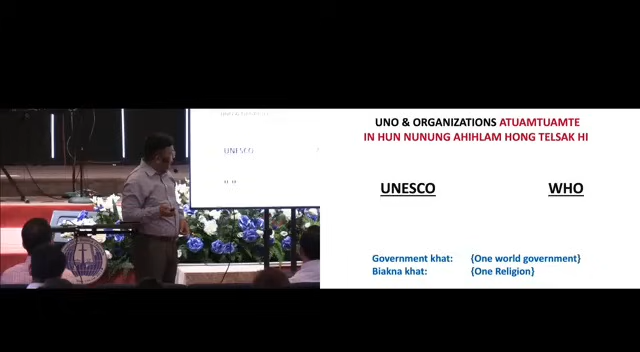 UNESCO
UNO & ORGANIZATIONS ATUAMTUAMTE
IN HUN NUNUNG AHIHLAM HONG TELSAK HI
UNESCO WHO
Government khat: {One world government}
Biakna khat: {One Religion}